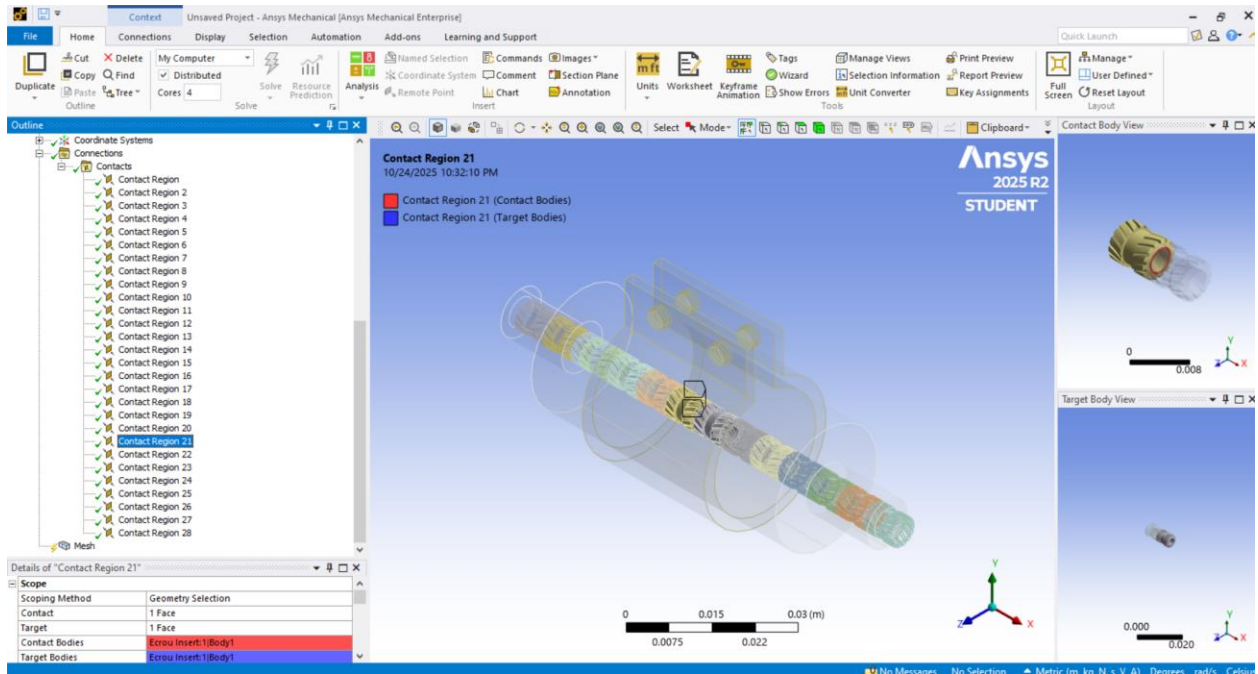 Context
Unsaved Project - Ansys Mechanical [Ansys Mechanical Enterprise]
File Home Connections Display Selection Automation Add-ons Learning and Support
Quick Launch
Duplicate
Cut
Copy
Paste
Delete
Find
Tree
Outline
My Computer
Distributed
Cores 4
Solve
Resource Prediction
Solve
Analysis
Named Selection
Coordinate System
Remote Point
Commands
Comment
Chart
Images
Section Plane
Annotation
Insert
Units
Worksheet
Keyframe Animation
Tags
Wizard
Show Errors
Manage Views
Selection Information
Unit Converter
Print Preview
Report Preview
Key Assignments
Tools
Full Screen
Manage
User Defined
Reset Layout
Layout
Outline
Coordinate Systems
Connections
Contacts
Contact Region
Contact Region 2
Contact Region 3
Contact Region 4
Contact Region 5
Contact Region 6
Contact Region 7
Contact Region 8
Contact Region 9
Contact Region 10
Contact Region 11
Contact Region 12
Contact Region 13
Contact Region 14
Contact Region 15
Contact Region 16
Contact Region 17
Contact Region 18
Contact Region 19
Contact Region 20
Contact Region 21
Contact Region 22
Contact Region 23
Contact Region 24
Contact Region 25
Contact Region 26
Contact Region 27
Contact Region 28
Mesh
Details of "Contact Region 21"
Scope
Scoping Method Geometry Selection
Contact 1 Face
Target 1 Face
Contact Bodies Ecrou Insert:1|Body1
Target Bodies Ecrou Insert:1|Body1
Select Mode Clipboard
Contact Region 21
10/24/2025 10:32:10 PM
Contact Region 21 (Contact Bodies)
Contact Region 21 (Target Bodies)
Ansys
2025 R2
STUDENT
0 0.015 0.03 (m)
0.0075 0.022
Y
Z X
Contact Body View
0
0.008
Y
Z X
Target Body View
0.000
0.020
Y
Z X
No Messages No Selection Metric (m, kg, N, s, V, A) Degrees rad/s Celsius